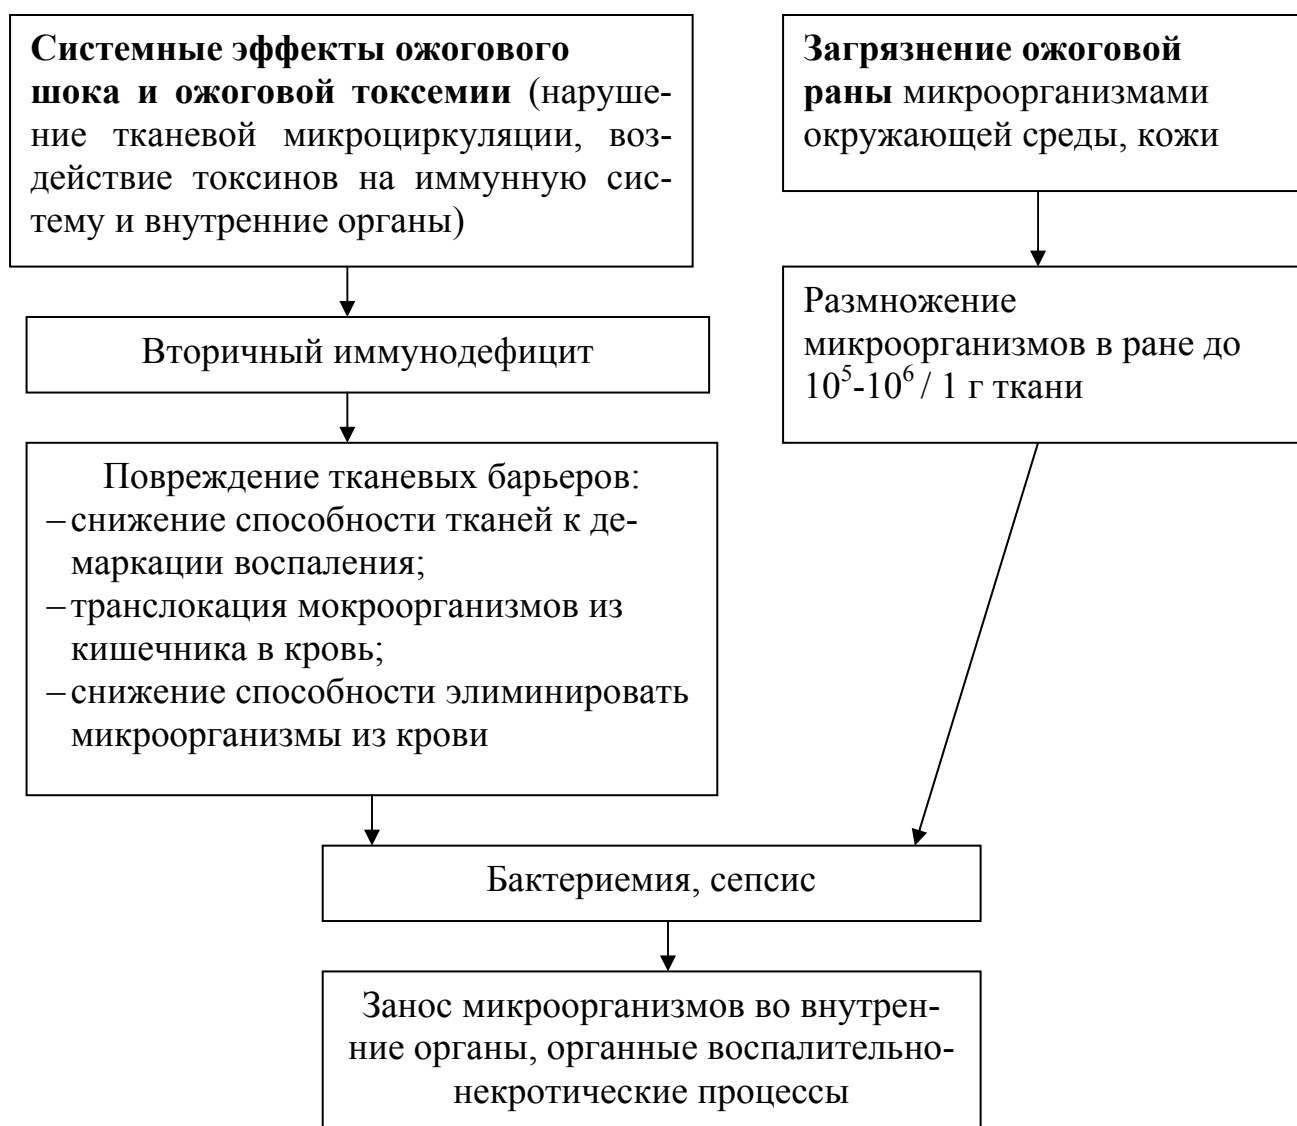 Системные эффекты ожогового
шока и ожоговой токсемии (наруше-
ние тканевой микроциркуляции, воз-
действие токсинов на иммунную сис-
тему и внутренние органы)
Загрязнение ожоговой
раны микроорганизмами
окружающей среды, кожи
Вторичный иммунодефицит
Размножение
микроорганизмов в ране до
10⁵-10⁶ / 1 г ткани
Повреждение тканевых барьеров:
– снижение способности тканей к де-
маркации воспаления;
– транслокация мокроорганизмов из
кишечника в кровь;
– снижение способности элиминировать
микроорганизмы из крови
Бактериемия, сепсис
Занос микроорганизмов во внутрен-
ние органы, органные воспалительно-
некротические процессы